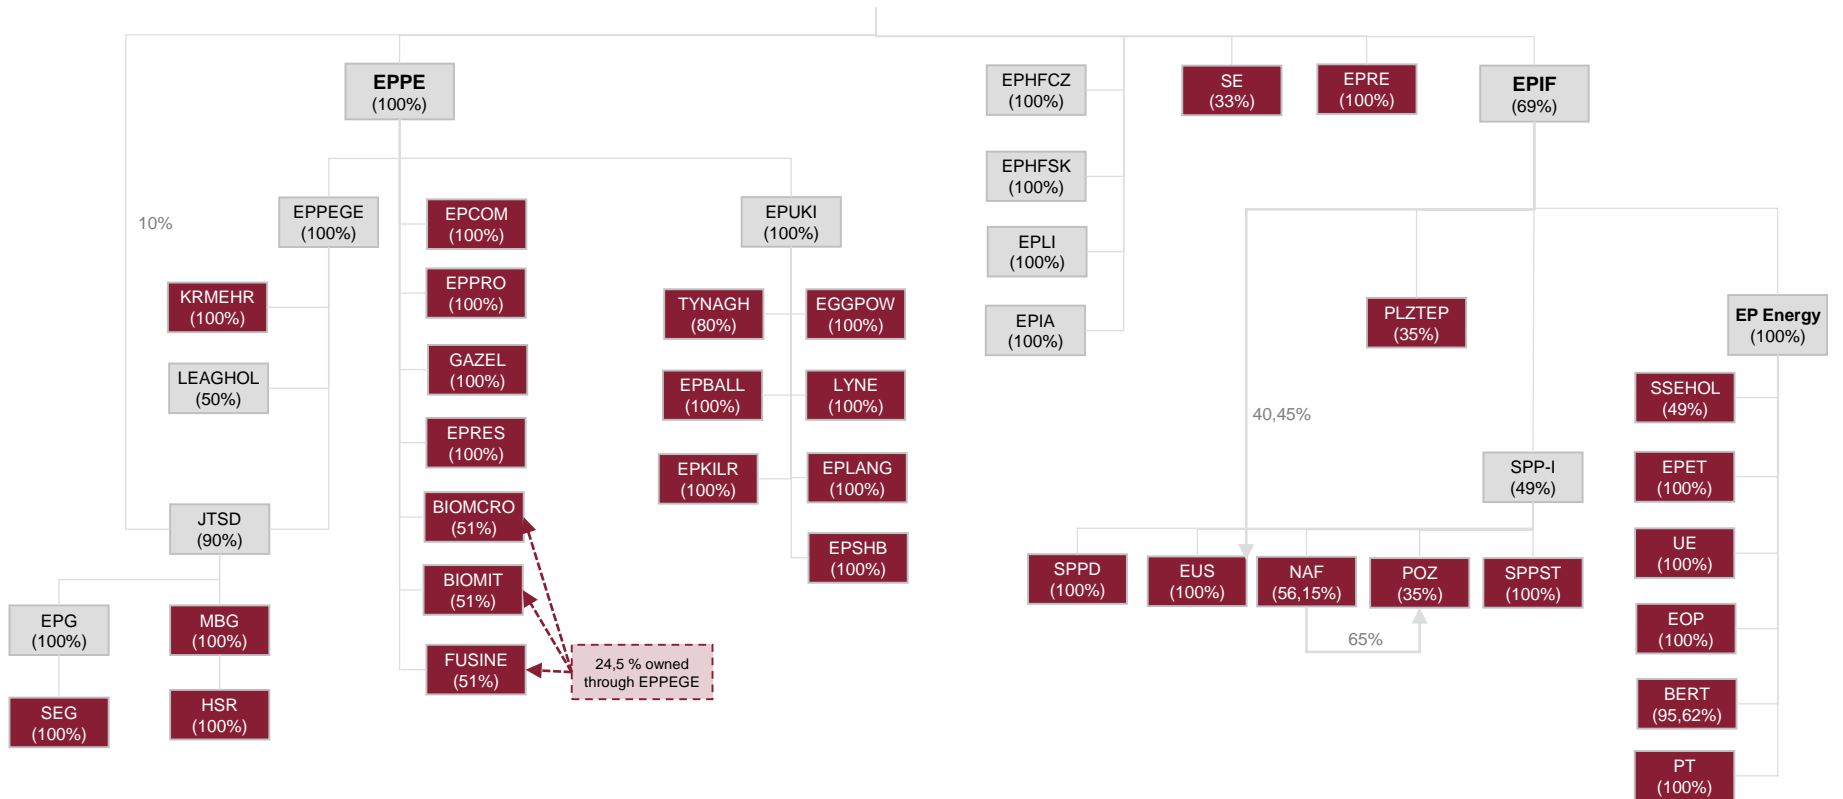 EPPE
(100%)
EPHFCZ
(100%)
SE
(33%)
EPRE
(100%)
EPIF
(69%)
EPHFSK
(100%)
EPLI
(100%)
EPIA
(100%)
10%
EPPEGE
(100%)
KRMEHR
(100%)
LEAGHOL
(50%)
JTSD
(90%)
EPG
(100%)
MBG
(100%)
SEG
(100%)
HSR
(100%)
EPCOM
(100%)
EPPRO
(100%)
GAZEL
(100%)
EPRES
(100%)
BIOMCRO
(51%)
BIOMIT
(51%)
FUSINE
(51%)
24,5 % owned
through EPPEGE
EPUKI
(100%)
TYNAGH
(80%)
EGGPOW
(100%)
EPBALL
(100%)
LYNE
(100%)
EPKILR
(100%)
EPLANG
(100%)
EPSHB
(100%)
PLZTEP
(35%)
40,45%
SPP-I
(49%)
SPPD
(100%)
EUS
(100%)
NAF
(56,15%)
POZ
(35%)
SPPST
(100%)
65%
EP Energy
(100%)
SSEHOL
(49%)
EPET
(100%)
UE
(100%)
EOP
(100%)
BERT
(95,62%)
PT
(100%)